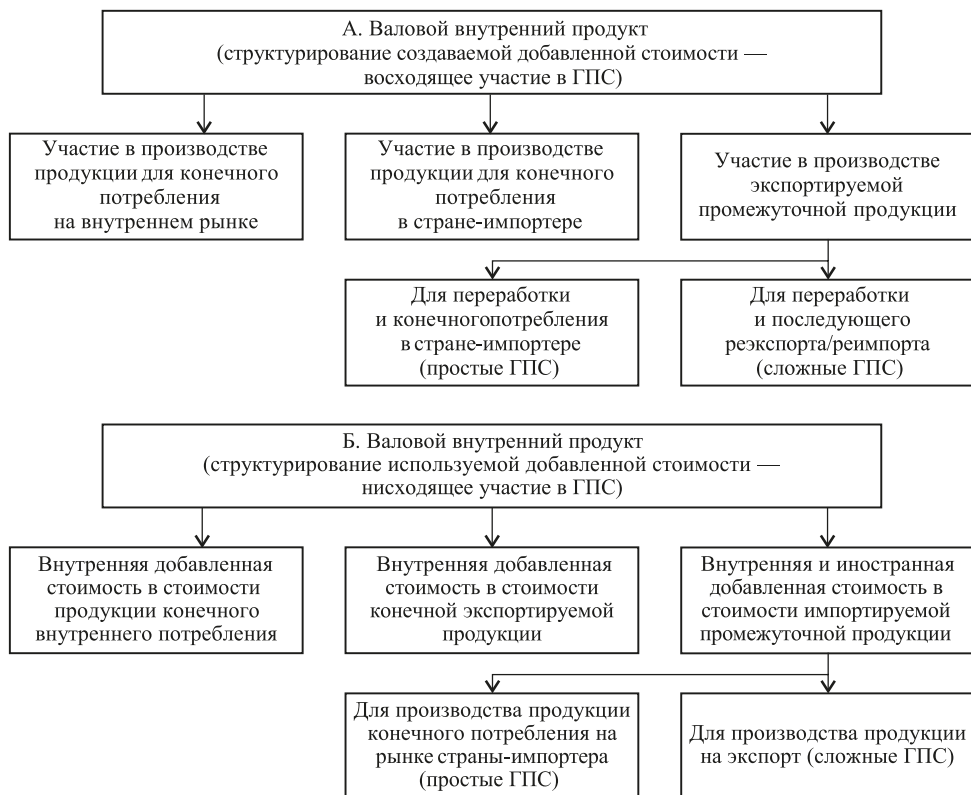 А. Валовой внутренний продукт
(структурирование создаваемой добавленной стоимости —
восходящее участие в ГПС)
Участие в производстве
продукции для конечного
потребления
на внутреннем рынке
Участие в производстве
продукции для конечного
потребления
в стране-импортере
Участие в производстве
экспортируемой
промежуточной продукции
Для переработки
и конечногопотребления
в стране-импортере
(простые ГПС)
Для переработки
и последующего
реэкспорта/реимпорта
(сложные ГПС)
Б. Валовой внутренний продукт
(структурирование используемой добавленной стоимости —
нисходящее участие в ГПС)
Внутренняя добавленная
стоимость в стоимости
продукции конечного
внутреннего потребления
Внутренняя добавленная
стоимость в стоимости
конечной экспортируемой
продукции
Внутренняя и иностранная
добавленная стоимость в
стоимости импортируемой
промежуточной продукции
Для производства продукции
конечного потребления на
рынке страны-импортера
(простые ГПС)
Для производства продукции
на экспорт (сложные ГПС)